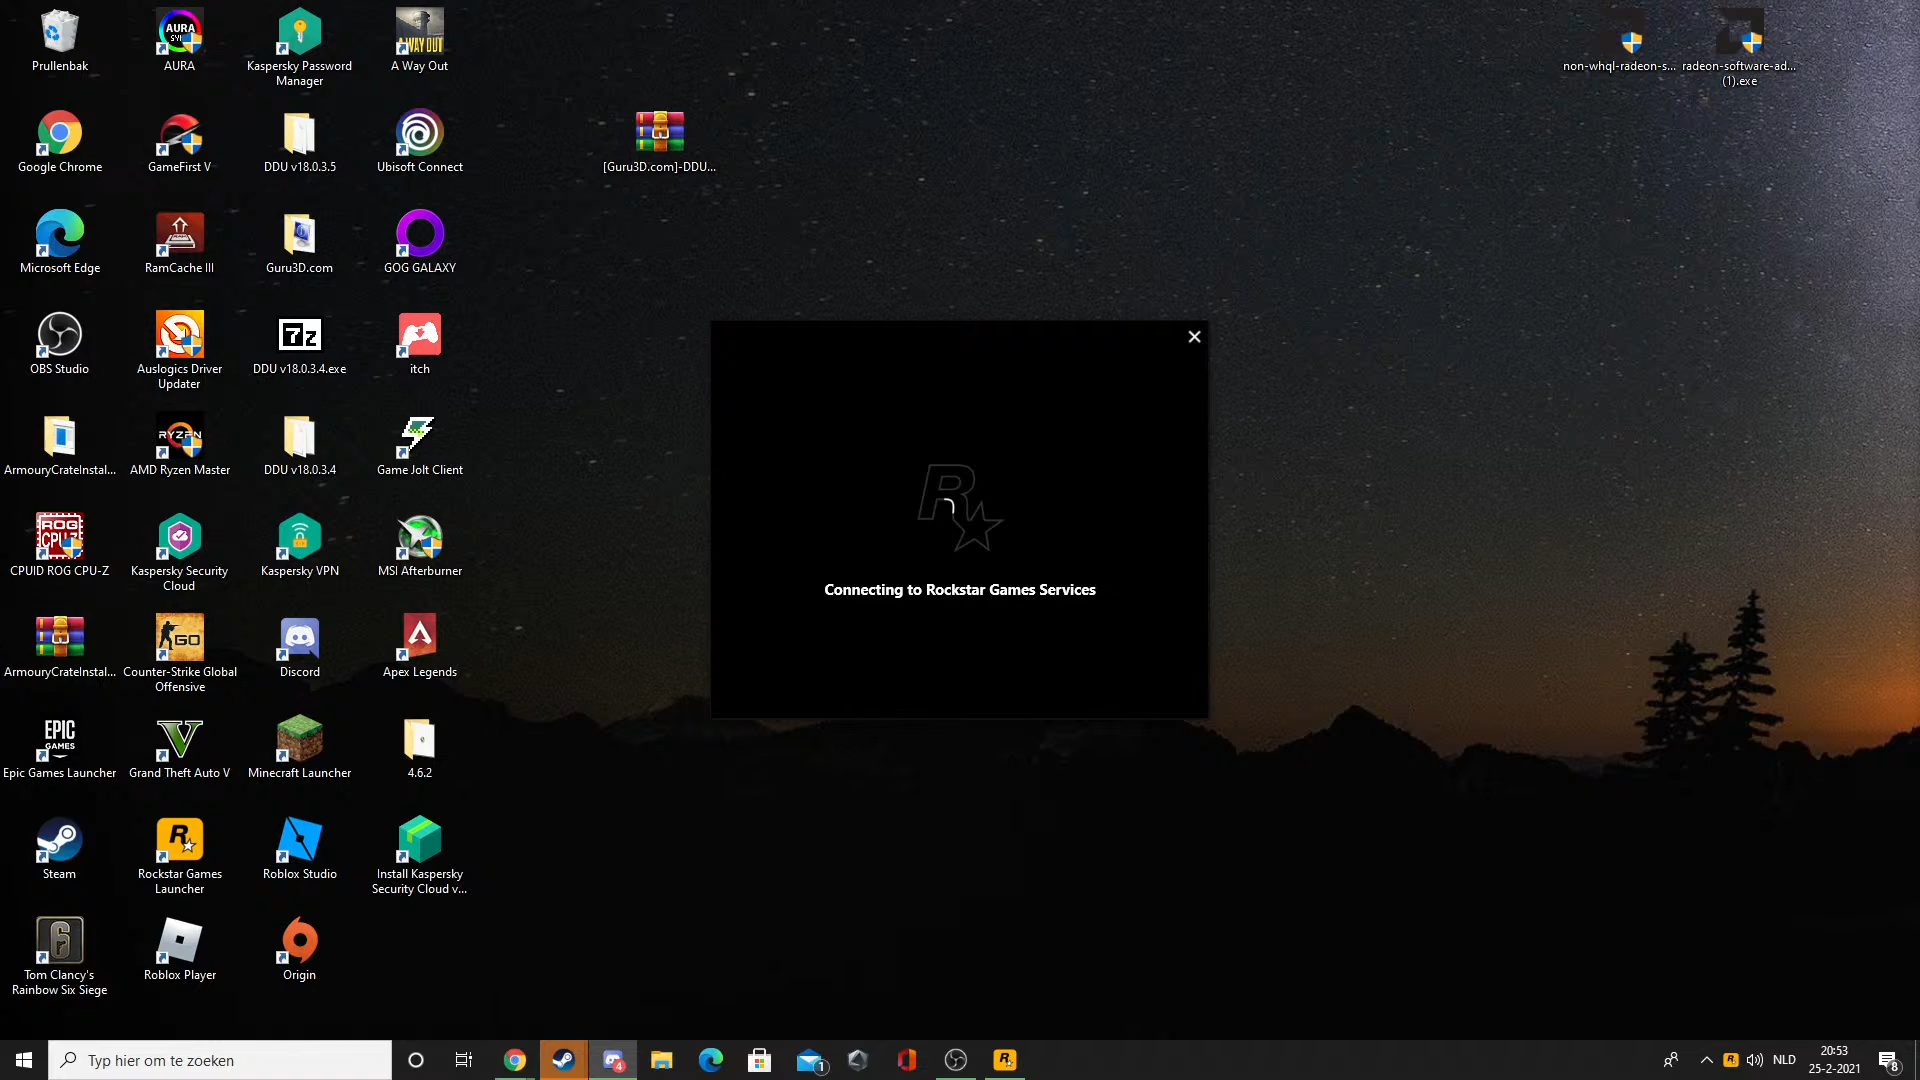 Prullenbak
AURA
Kaspersky Password
Manager
A Way Out
non-whql-radeon-s...
radeon-software-ad...
(1).exe
Google Chrome
GameFirst V
DDU v18.0.3.5
Ubisoft Connect
[Guru3D.com]-DDU...
Microsoft Edge
RamCache III
Guru3D.com
GOG GALAXY
OBS Studio
Auslogics Driver
Updater
DDU v18.0.3.4.exe
itch
ArmouryCrateInstal...
AMD Ryzen Master
DDU v18.0.3.4
Game Jolt Client
CPUID ROG CPU-Z
Kaspersky Security
Cloud
Kaspersky VPN
MSI Afterburner
Connecting to Rockstar Games Services
ArmouryCrateInstal...
Counter-Strike Global
Offensive
Discord
Apex Legends
EPIC
GAMES
Epic Games Launcher
Grand Theft Auto V
Minecraft Launcher
4.6.2
Steam
Rockstar Games
Launcher
Roblox Studio
Install Kaspersky
Security Cloud v...
Tom Clancy's
Rainbow Six Siege
Roblox Player
Origin
Typ hier om te zoeken
4
1
NLD
20:53
25-2-2021
8